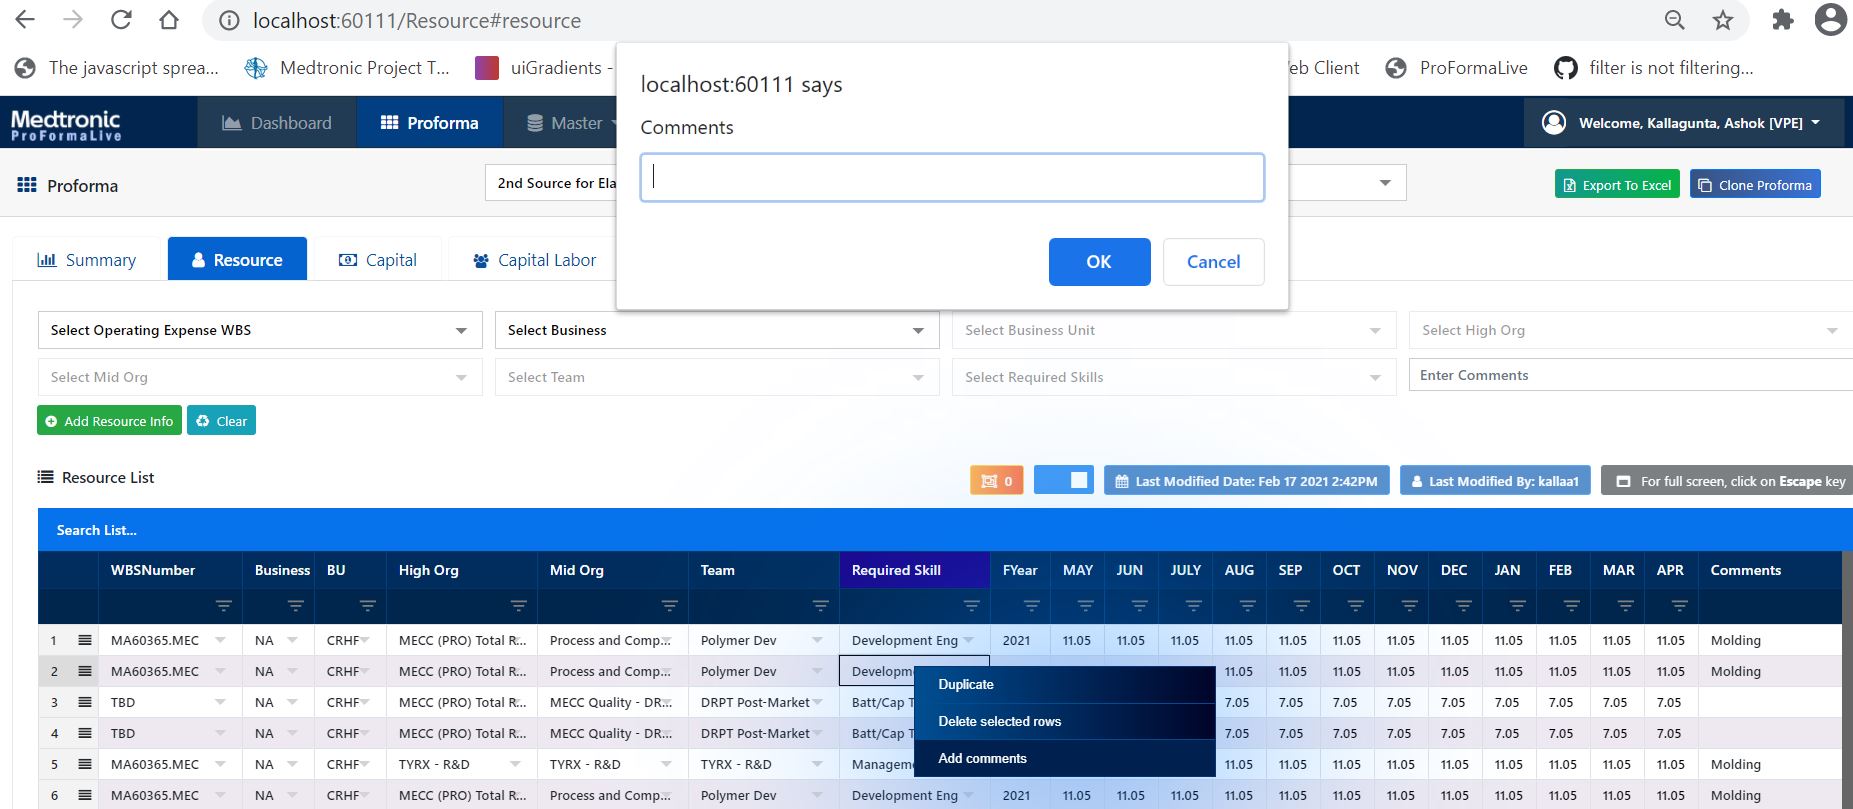 localhost:60111/Resource#resource
The javascript sprea...
Medtronic Project T...
uiGradients -
eb Client
ProFormaLive
filter is not filtering...
localhost:60111 says
Comments
OK
Cancel
Medtronic
ProFormaLive
Dashboard
Proforma
Master
Welcome, Kallagunta, Ashok [VPE]
Proforma
2nd Source for Ela
Export To Excel
Clone Proforma
Summary
Resource
Capital
Capital Labor
Select Operating Expense WBS
Select Business
Select Business Unit
Select High Org
Select Mid Org
Select Team
Select Required Skills
Enter Comments
Add Resource Info
Clear
Resource List
0
Last Modified Date: Feb 17 2021 2:42PM
Last Modified By: kallaa1
For full screen, click on Escape key
Search List...
WBSNumber Business BU High Org Mid Org Team Required Skill FYear MAY JUN JULY AUG SEP OCT NOV DEC JAN FEB MAR APR Comments
1 MA60365.MEC NA CRHF MECC (PRO) Total R... Process and Comp... Polymer Dev Development Eng 2021 11.05 11.05 11.05 11.05 11.05 11.05 11.05 11.05 11.05 11.05 11.05 11.05 Molding
2 MA60365.MEC NA CRHF MECC (PRO) Total R... Process and Comp... Polymer Dev Developm 11.05 11.05 11.05 11.05 11.05 11.05 11.05 11.05 11.05 Molding
3 TBD NA CRHF MECC (PRO) Total R... MECC Quality - DR... DRPT Post-Market Batt/Cap T 7.05 7.05 7.05 7.05 7.05 7.05 7.05 7.05 7.05
4 TBD NA CRHF MECC (PRO) Total R... MECC Quality - DR... DRPT Post-Market Batt/Cap T 7.05 7.05 7.05 7.05 7.05 7.05 7.05 7.05 7.05
5 MA60365.MEC NA CRHF TYRX - R&D TYRX - R&D TYRX - R&D Manageme 11.05 11.05 11.05 11.05 11.05 11.05 11.05 11.05 11.05 Molding
6 MA60365.MEC NA CRHF MECC (PRO) Total R... Process and Comp... Polymer Dev Development Eng 2021 11.05 11.05 11.05 11.05 11.05 11.05 11.05 11.05 11.05 11.05 11.05 11.05 Molding
Duplicate
Delete selected rows
Add comments